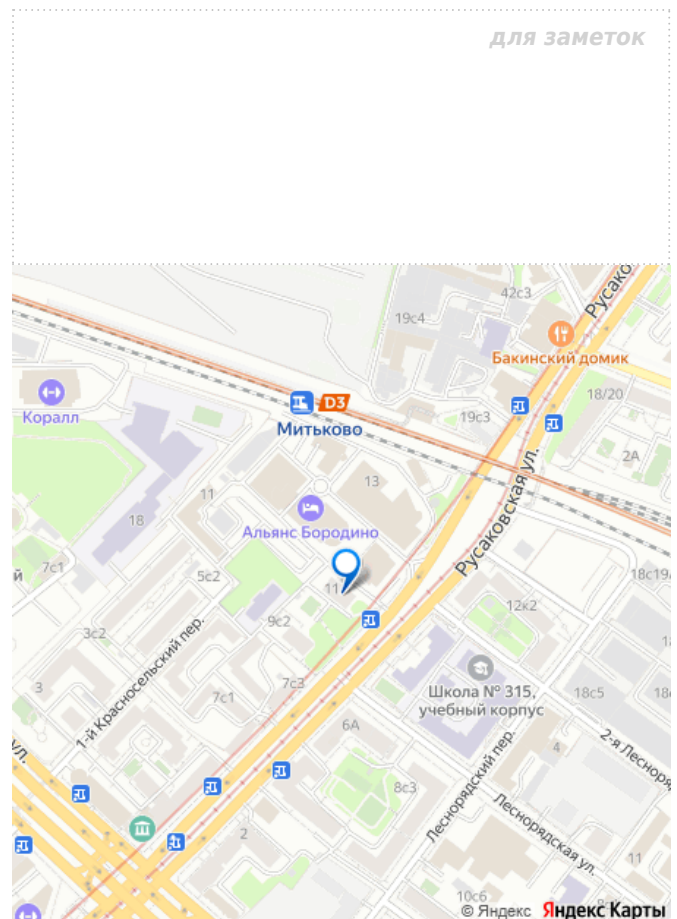 для заметок
42с3
Русако
19с4
Бакинский домик
D3
18/20
Коралл
Митьково
19с3
2А
13
11
18
Альянс Бородино
Русаковская ул.
й
7с1
5с2
11
18с19
12к2
9с2
3с2
1-й Красносельский пер.
Школа № 315,
учебный корпус
3
7с1
7с3
18с5
18с
6А
2-я Леснoря
ул.
4
8с3
Леснорядский пер.
Леснорядская ул.
2
11
10с6
© Яндекс Яндекс Карты